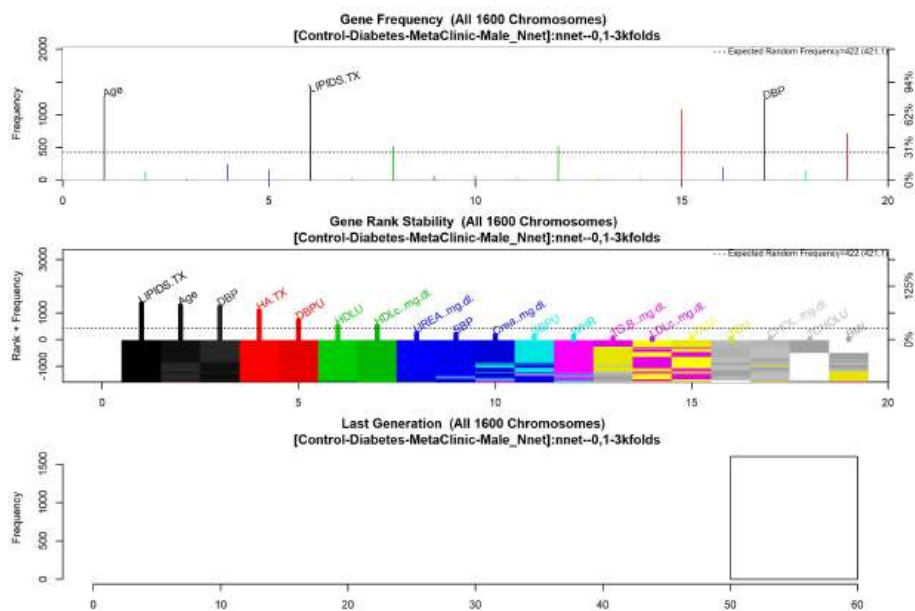 Gene Frequency (All 1600 Chromosomes)
[Control-Diabetes-MetaClinic-Male_Nnet]:nnet--0,1-3kfolds
Expected Random Frequency=422 (421.1)
Frequency
0 500 1000 2000
0% 31% 62% 94%
Age LIPIDS.TX DBP
0 5 10 15 20
Gene Rank Stability (All 1600 Chromosomes)
[Control-Diabetes-MetaClinic-Male_Nnet]:nnet--0,1-3kfolds
Expected Random Frequency=422 (421.1)
Rank + Frequency
-1000 0 1000 3000
0% 125%
LIPIDS.TX Age DBP HA.TX DBPU HDLU HDLc..mg.dl. UREA..mg.dl. SBP Crea..mg.dl.
LDLc..mg.dl. TCHOLU BMI
0 5 10 15 20
Last Generation (All 1600 Chromosomes)
[Control-Diabetes-MetaClinic-Male_Nnet]:nnet--0,1-3kfolds
Frequency
0 500 1000 1500
0 10 20 30 40 50 60